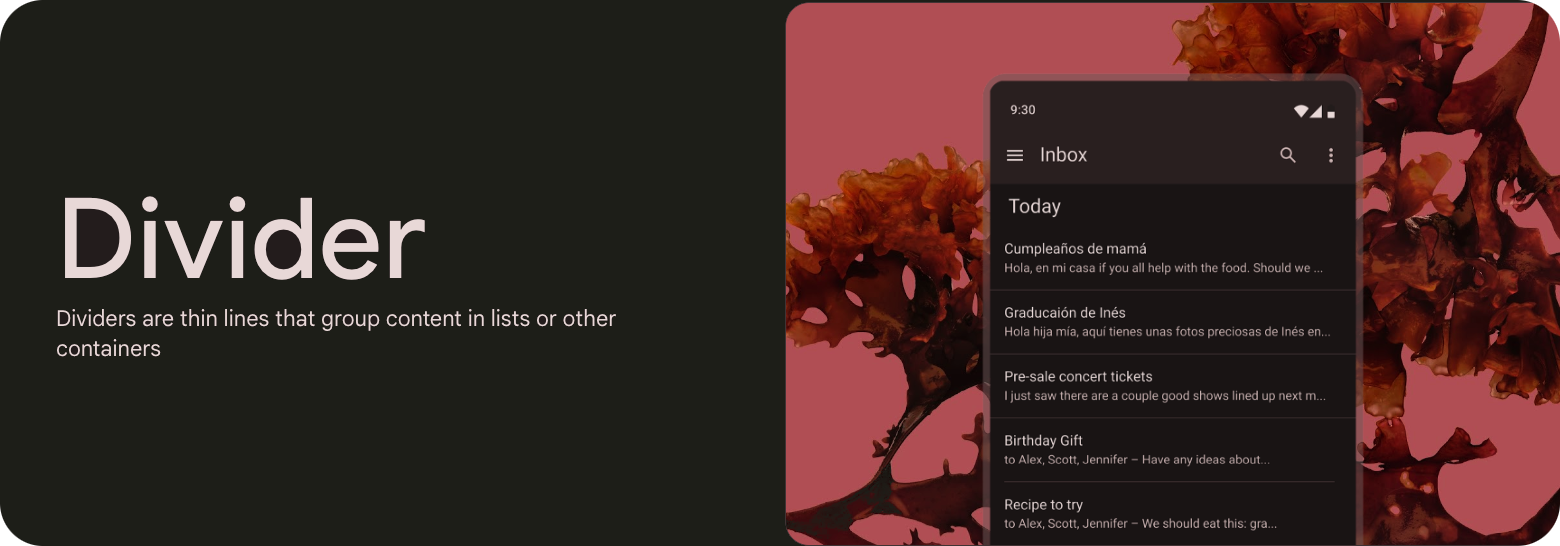 Divider
Dividers are thin lines that group content in lists or other
containers
9:30
Inbox
Today
Cumpleaños de mamá
Hola, en mi casa if you all help with the food. Should we ...
Graducaión de Inés
Hola hija mía, aquí tienes unas fotos preciosas de Inés en...
Pre-sale concert tickets
I just saw there are a couple good shows lined up next m...
Birthday Gift
to Alex, Scott, Jennifer – Have any ideas about...
Recipe to try
to Alex, Scott, Jennifer – We should eat this: gra...